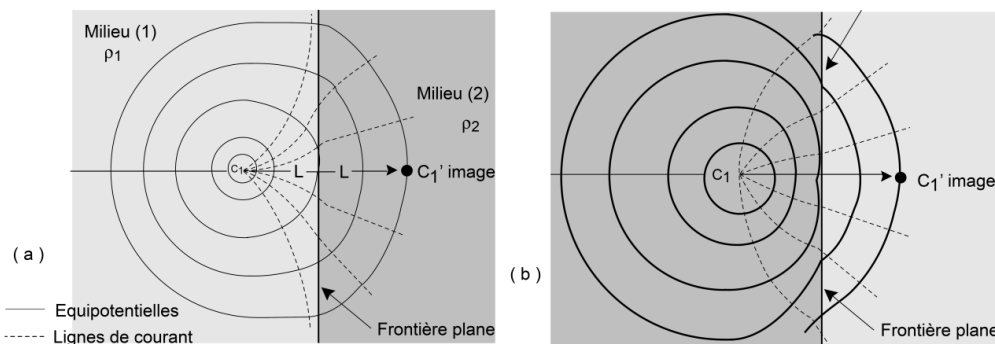 Milieu (1)
ρ1
Milieu (2)
ρ2
C1
L
L
C1' image
( a )
Frontière plane
Equipotentielles
Lignes de courant
C1
C1' image
( b )
Frontière plane